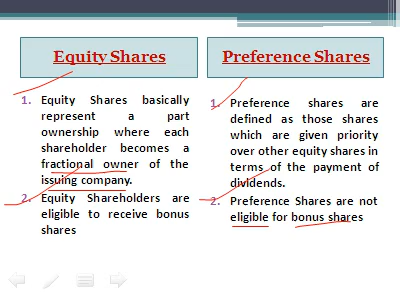 Equity Shares
Preference Shares
1. Equity Shares basically
represent a part
ownership where each
shareholder becomes a
fractional owner of the
issuing company.
2. Equity Shareholders are
eligible to receive bonus
shares
1. Preference shares are
defined as those shares
which are given priority
over other equity shares in
terms of the payment of
dividends.
2. Preference Shares are not
eligible for bonus shares